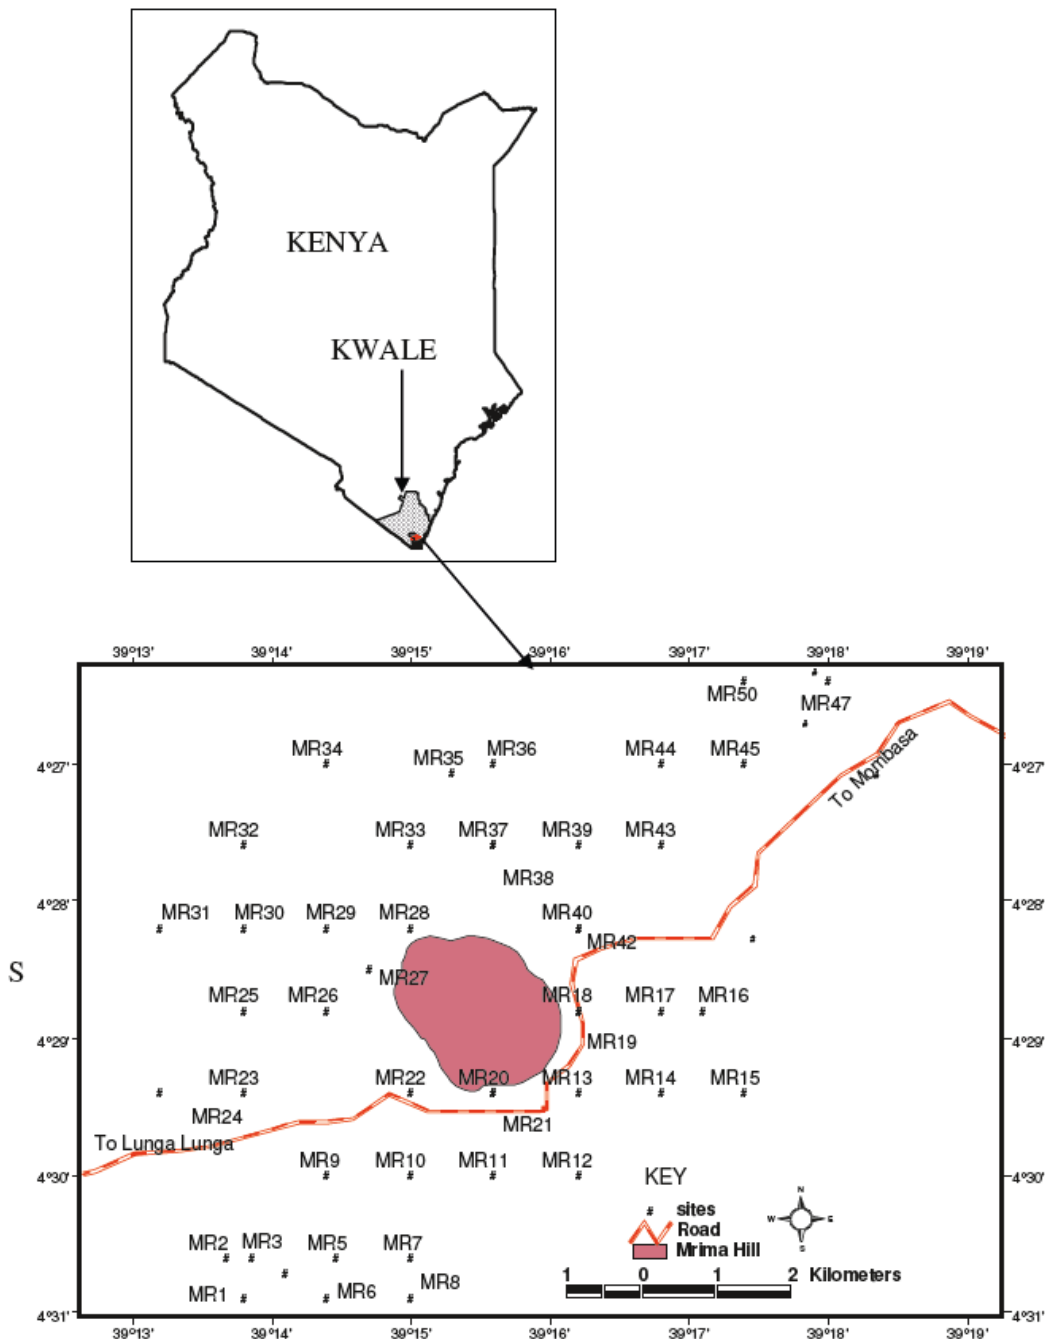 KENYA
KWALE
39°13' 39°14' 39°15' 39°16' 39°17' 39°18' 39°19'
MR50 MR47
MR34 MR35 MR36 MR44 MR45
4°27' 4°27'
To Mombasa
MR32 MR33 MR37 MR39 MR43
MR38
4°28' 4°28'
MR31 MR30 MR29 MR28 MR40
MR42
S
MR27
MR25 MR26 MR18 MR17 MR16
4°29' MR19 4°29'
MR23 MR22 MR20 MR13 MR14 MR15
MR24 MR21
To Lunga Lunga
MR9 MR10 MR11 MR12
4°30' KEY 4°30'
# sites
Road
Mrima Hill
N
W E
S
MR2 MR3 MR5 MR7
MR1 MR6 MR8
1 0 1 2 Kilometers
4°31' 4°31'
39°13' 39°14' 39°15' 39°16' 39°17' 39°18' 39°19'